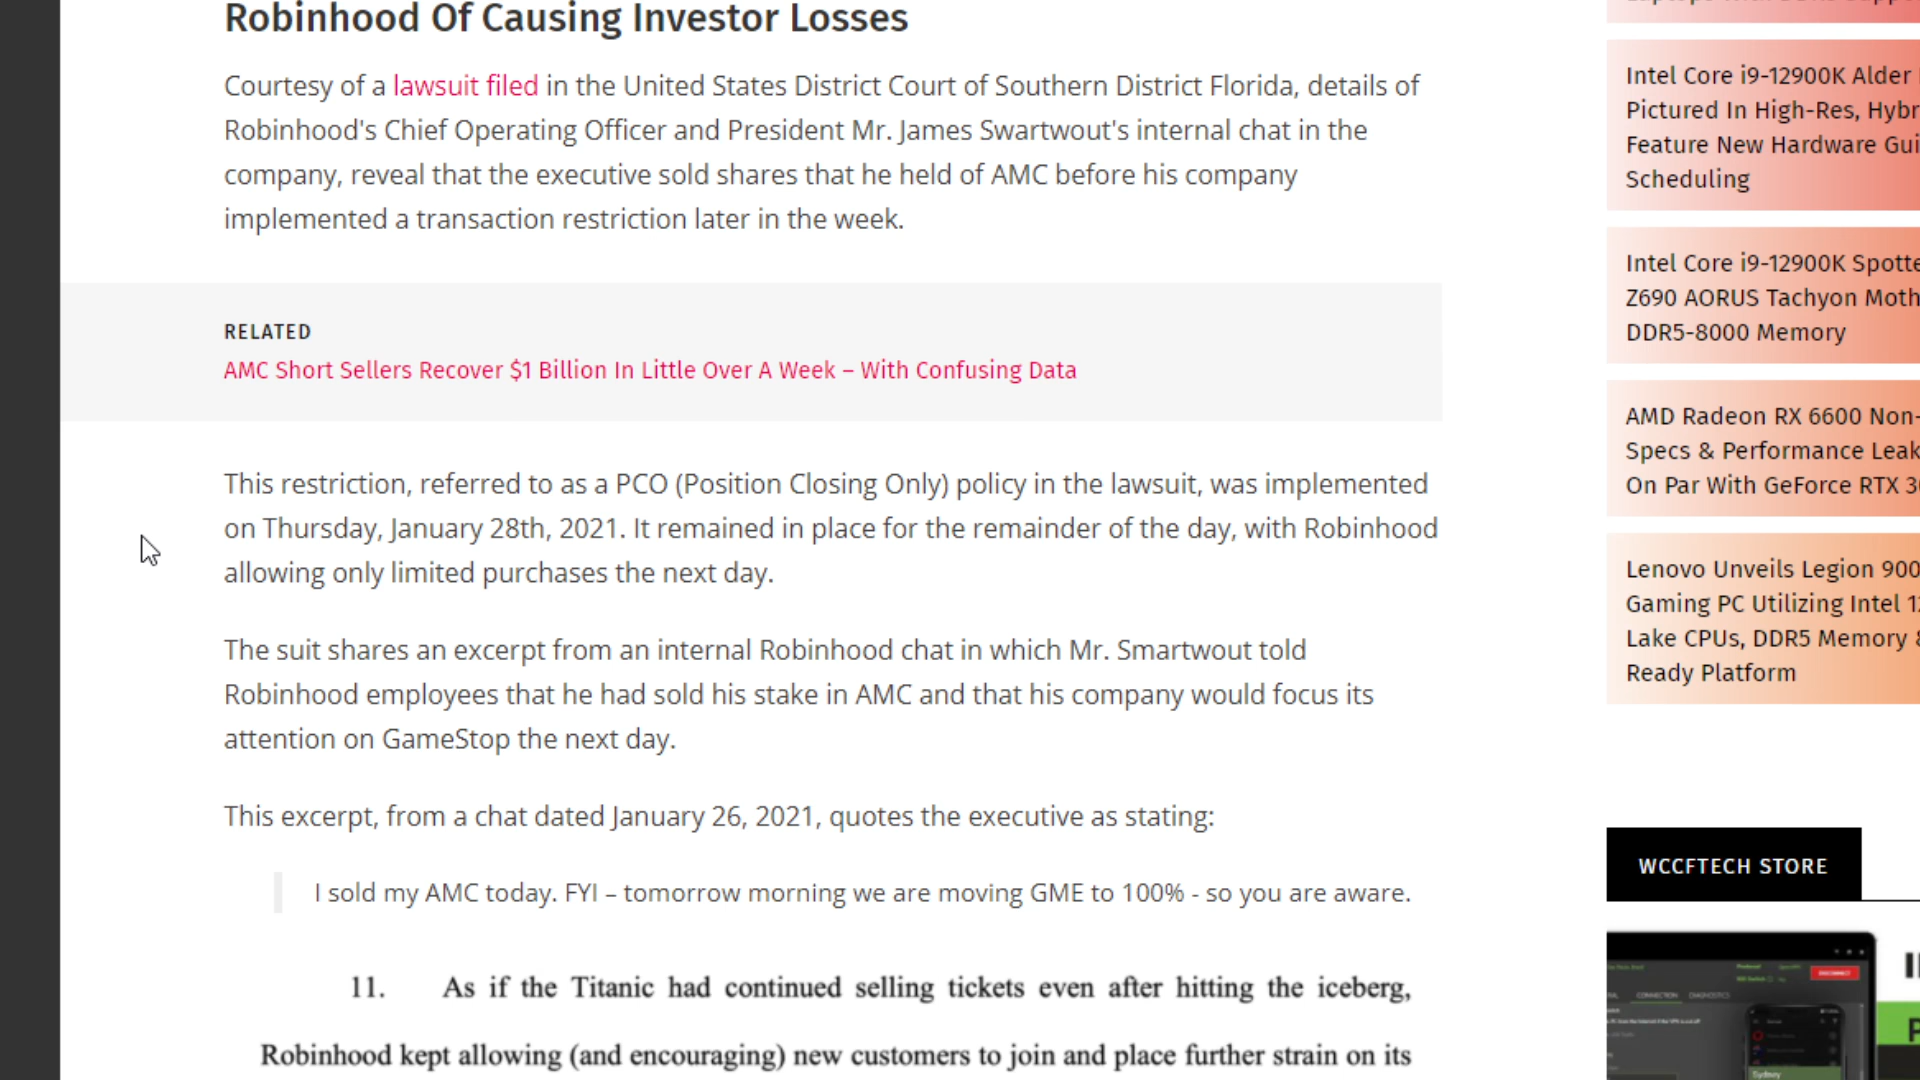 Robinhood Of Causing Investor Losses
Courtesy of a lawsuit filed in the United States District Court of Southern District Florida, details of
Robinhood's Chief Operating Officer and President Mr. James Swartwout's internal chat in the
company, reveal that the executive sold shares that he held of AMC before his company
implemented a transaction restriction later in the week.
RELATED
AMC Short Sellers Recover $1 Billion In Little Over A Week – With Confusing Data
This restriction, referred to as a PCO (Position Closing Only) policy in the lawsuit, was implemented
on Thursday, January 28th, 2021. It remained in place for the remainder of the day, with Robinhood
allowing only limited purchases the next day.
The suit shares an excerpt from an internal Robinhood chat in which Mr. Smartwout told
Robinhood employees that he had sold his stake in AMC and that his company would focus its
attention on GameStop the next day.
This excerpt, from a chat dated January 26, 2021, quotes the executive as stating:
I sold my AMC today. FYI – tomorrow morning we are moving GME to 100% - so you are aware.
11. As if the Titanic had continued selling tickets even after hitting the iceberg,
Robinhood kept allowing (and encouraging) new customers to join and place further strain on its
Intel Core i9-12900K Alder
Pictured In High-Res, Hybr
Feature New Hardware Gui
Scheduling
Intel Core i9-12900K Spotte
Z690 AORUS Tachyon Moth
DDR5-8000 Memory
AMD Radeon RX 6600 Non-
Specs & Performance Leak
On Par With GeForce RTX 30
Lenovo Unveils Legion 900
Gaming PC Utilizing Intel 12
Lake CPUs, DDR5 Memory &
Ready Platform
WCCFTECH STORE
CONNECTION DIAGNOSTICS
Sydney